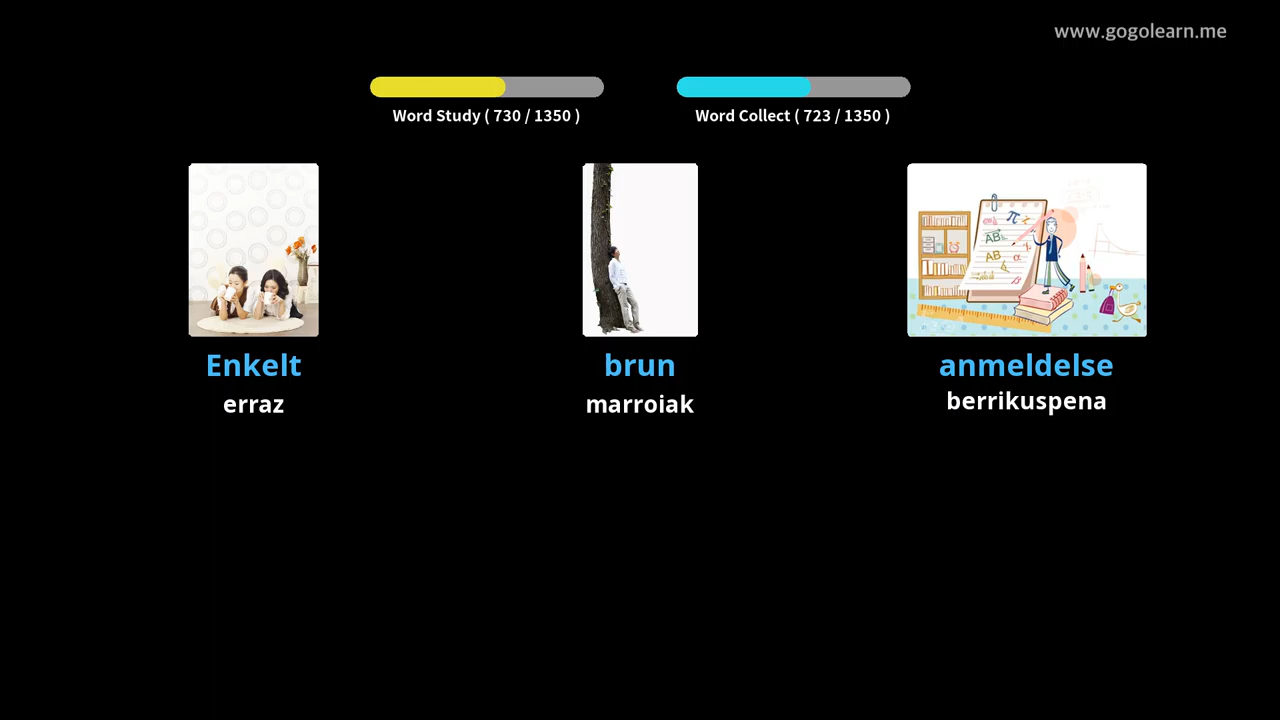 www.gogolearn.me
Word Study ( 730 / 1350 )
Word Collect ( 723 / 1350 )
Enkelt
erraz
brun
marroiak
anmeldelse
berrikuspena